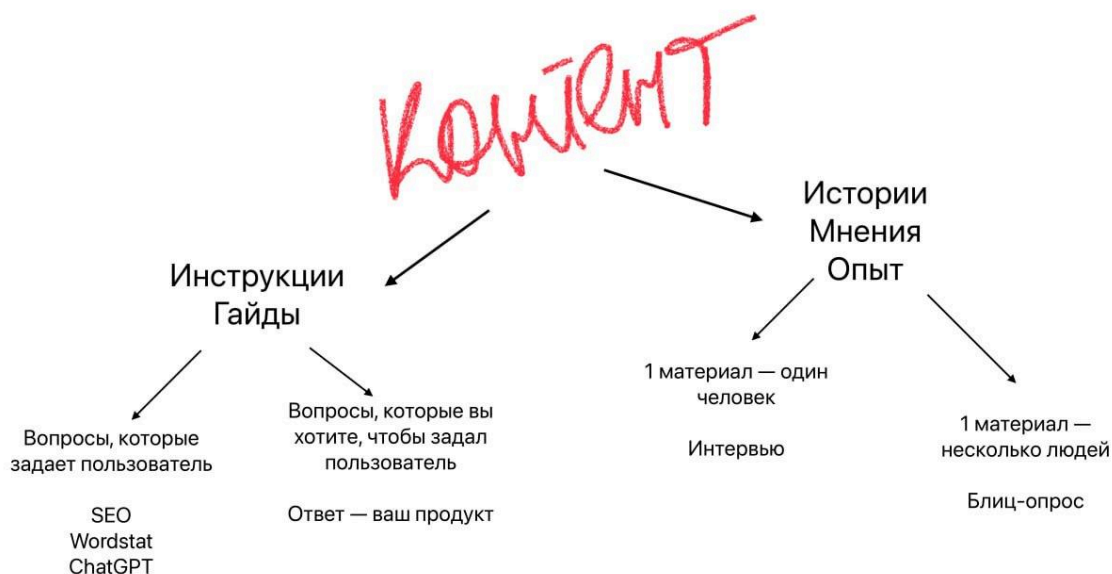 Контент
Инструкции
Гайды
Вопросы, которые
задает пользователь
SEO
Wordstat
ChatGPT
Вопросы, которые вы
хотите, чтобы задал
пользователь
Ответ — ваш продукт
Истории
Мнения
Опыт
1 материал — один
человек
Интервью
1 материал —
несколько людей
Блиц-опрос